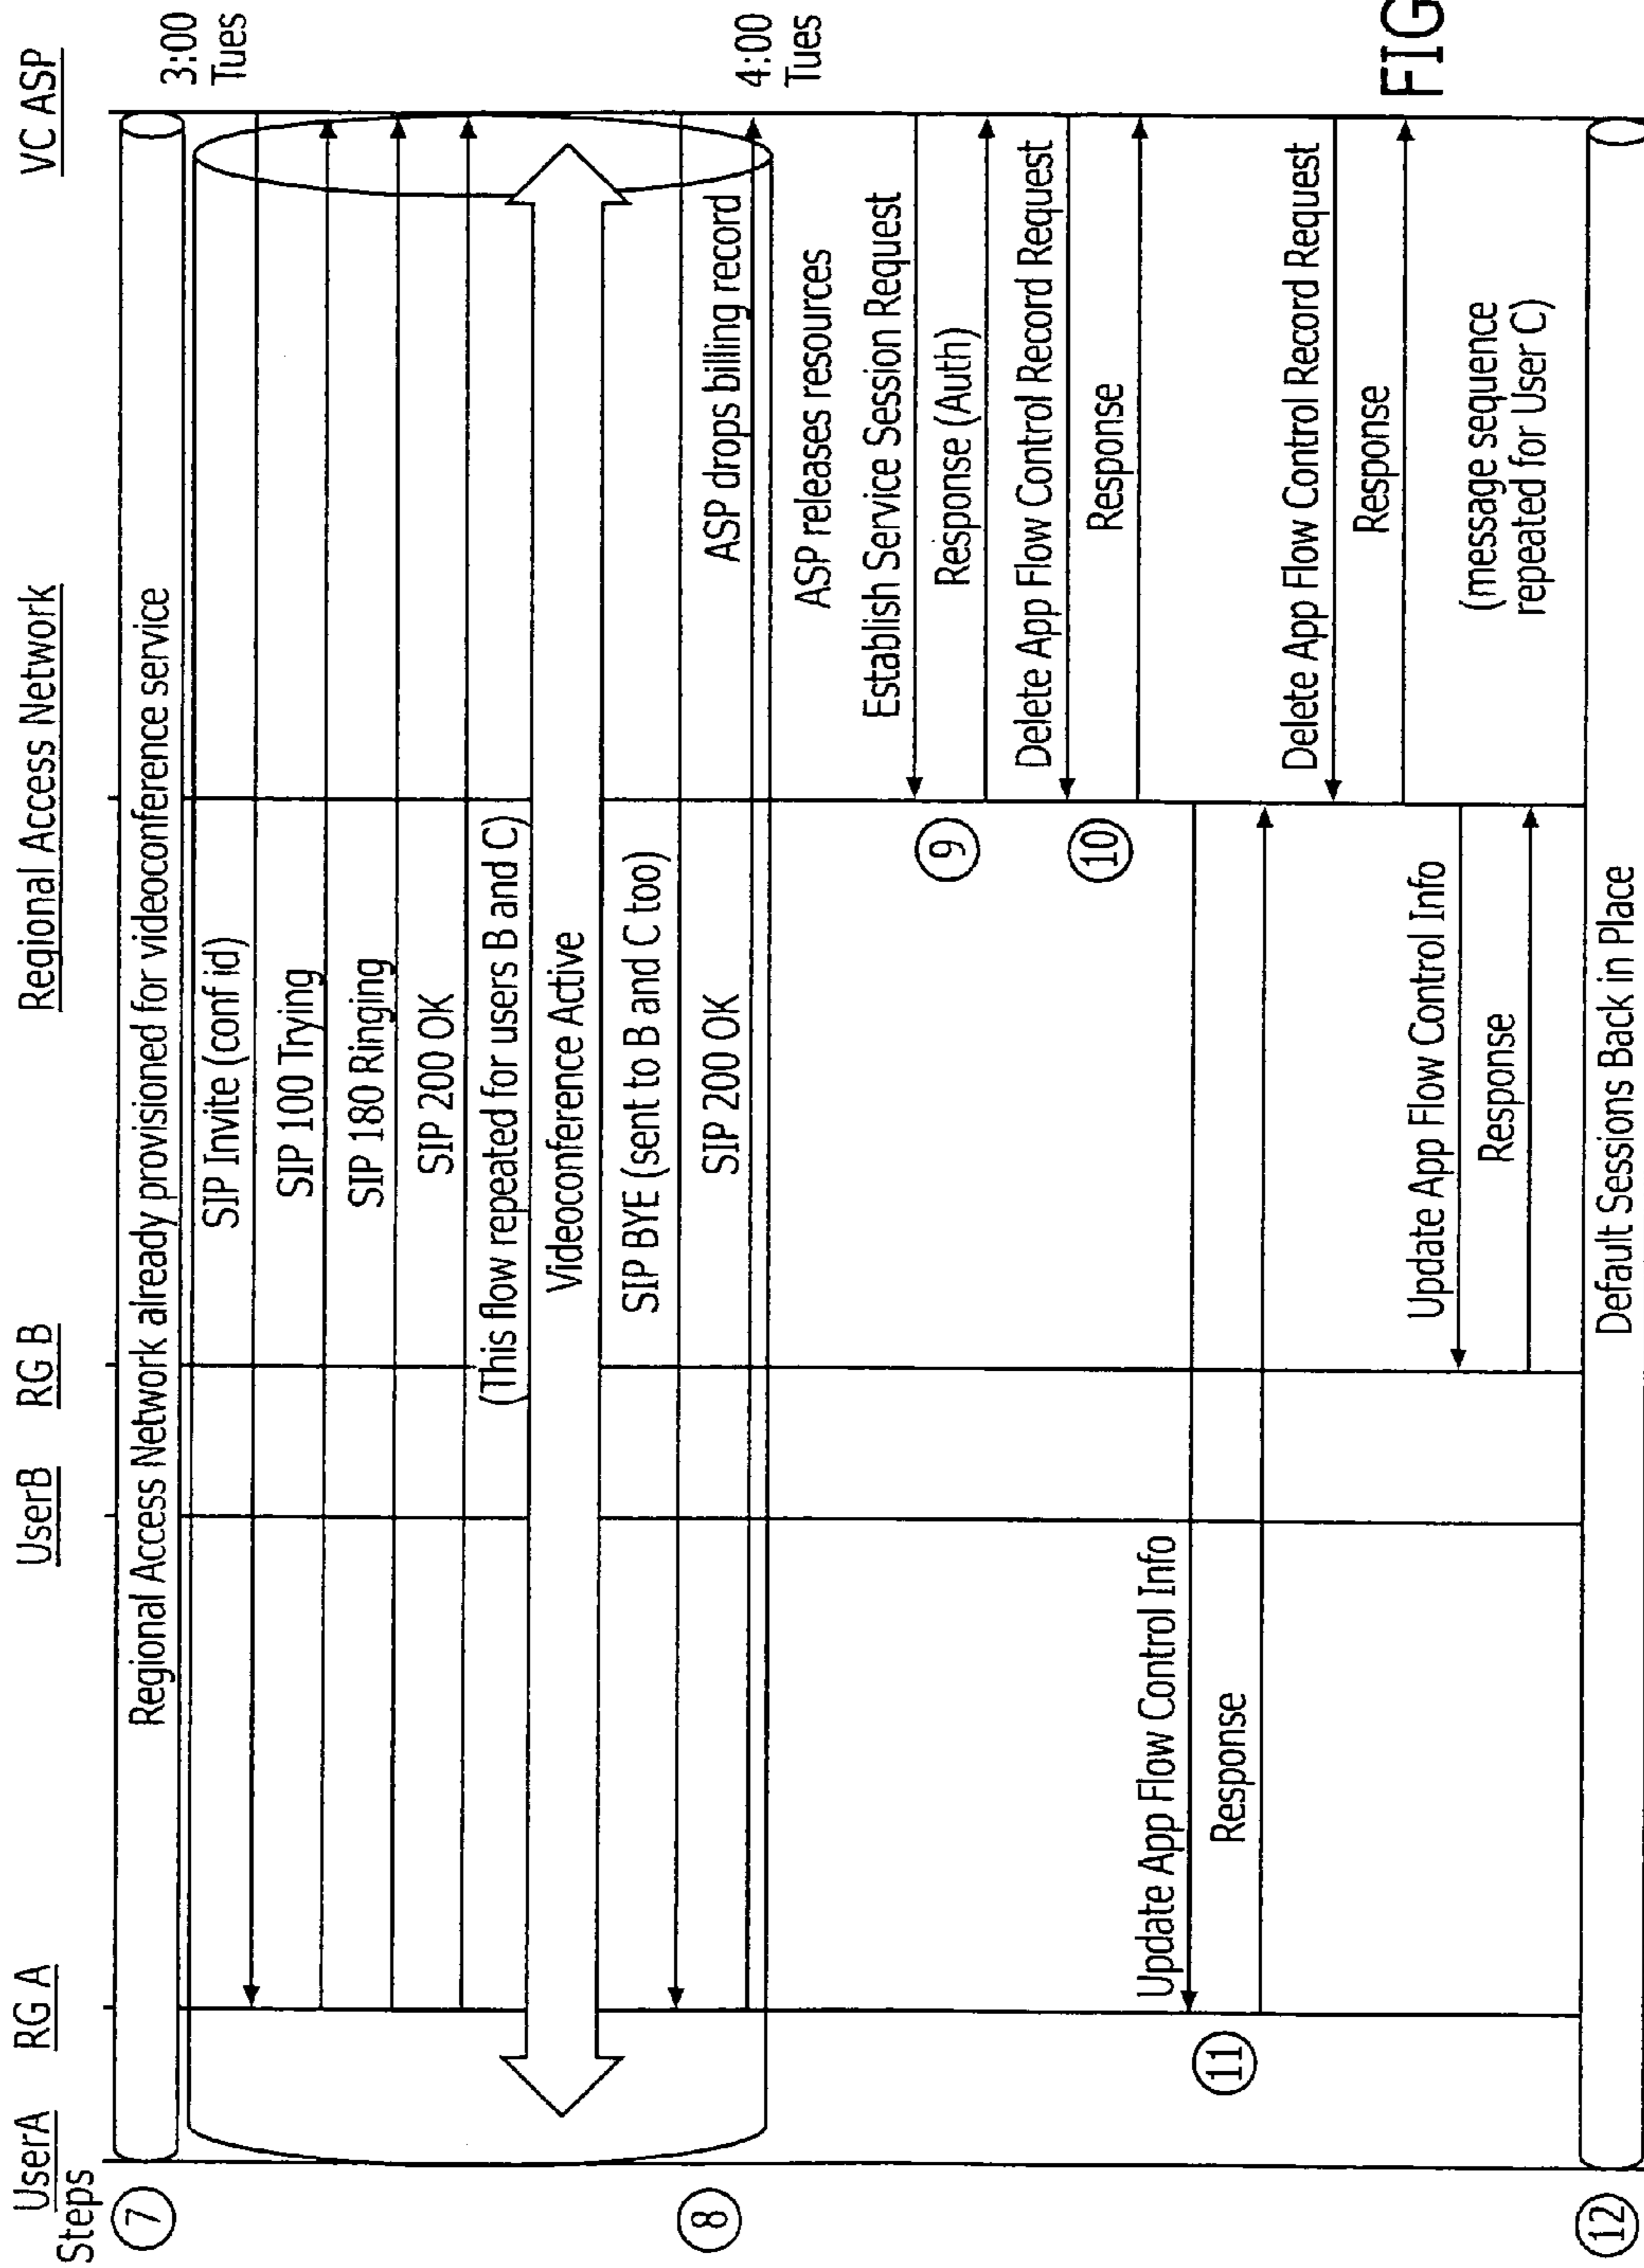 UserA
RG A
UserB
RG B
Regional Access Network
VC ASP
Steps
7
Regional Access Network already provisioned for videoconference service
3:00
Tues
SIP Invite (conf id)
SIP 100 Trying
SIP 180 Ringing
SIP 200 OK
(This flow repeated for users B and C)
Videoconference Active
SIP BYE (sent to B and C too)
8
SIP 200 OK
ASP drops billing record
4:00
Tues
ASP releases resources
Establish Service Session Request
9
Response (Auth)
Delete App Flow Control Record Request
10
Response
Update App Flow Control Info
11
Response
Delete App Flow Control Record Request
Response
Update App Flow Control Info
Response
(message sequence
repeated for User C)
12
Default Sessions Back in Place
FIG